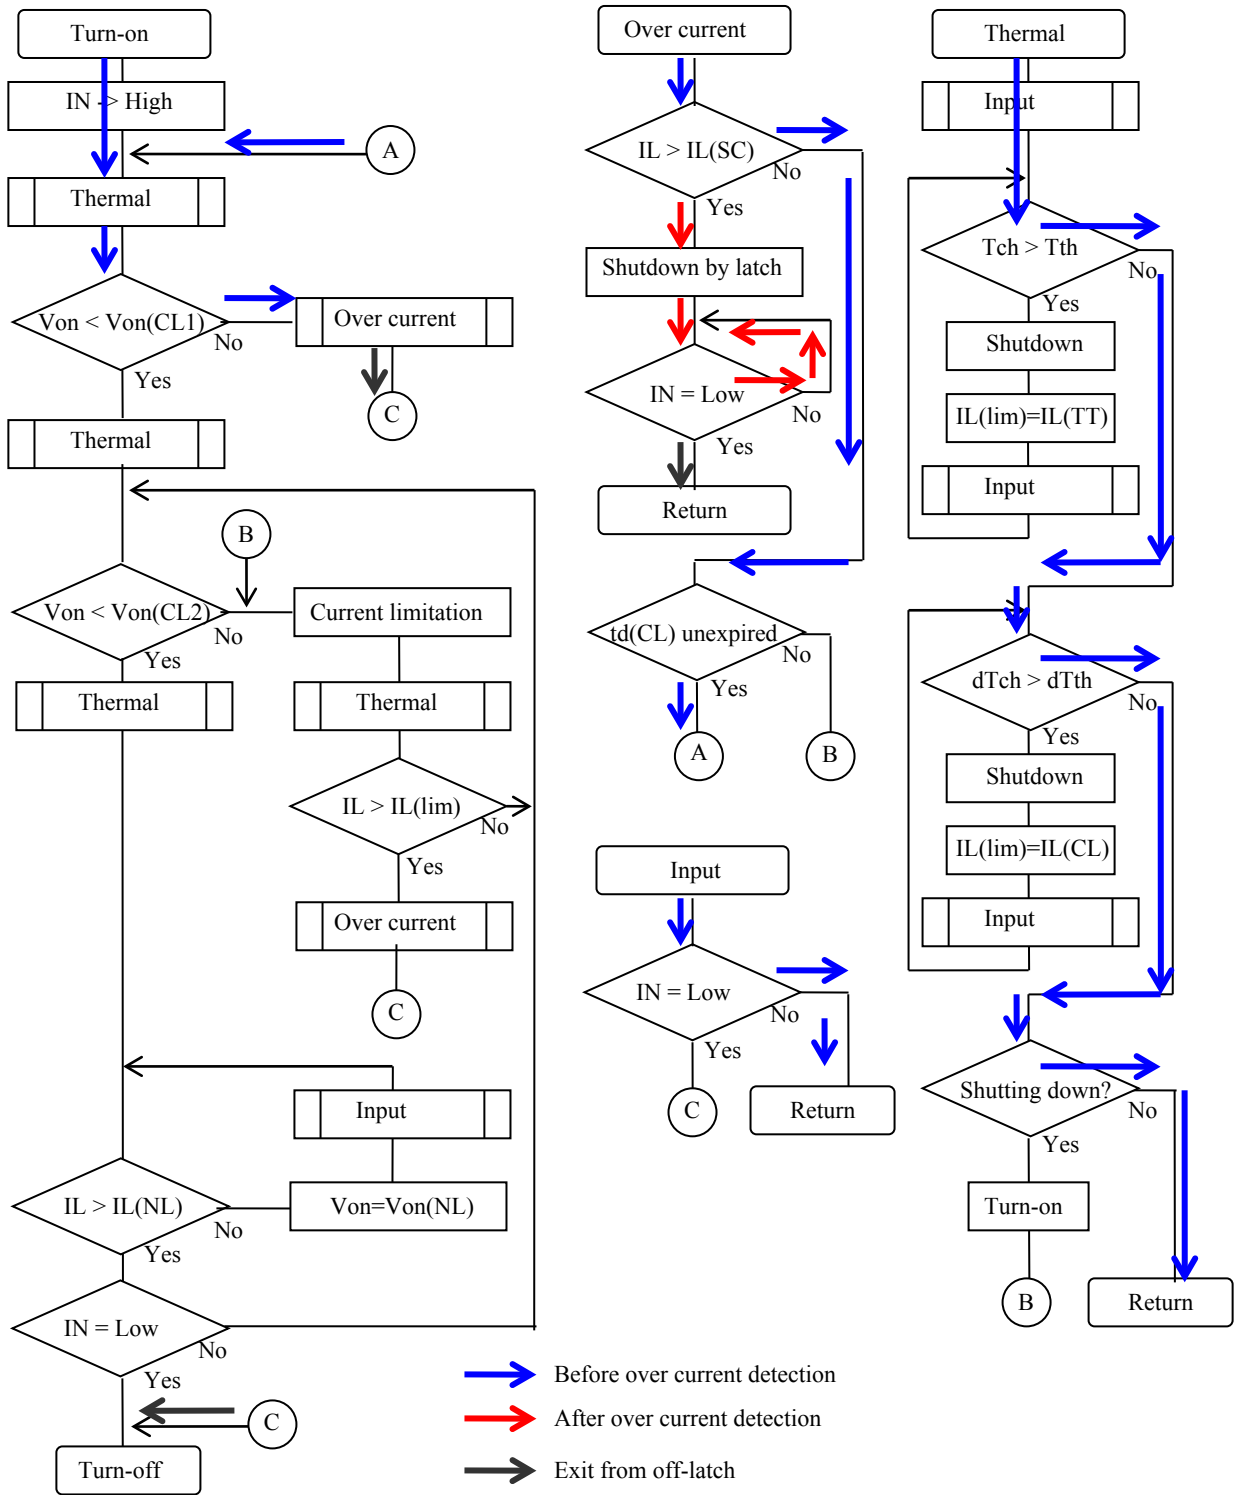 Turn-on
IN -> High
A
Thermal
Von < Von(CL1)
No
Yes
Over current
C
Thermal
B
Von < Von(CL2)
No
Yes
Current limitation
Thermal
Thermal
IL > IL(lim)
No
Yes
Over current
C
Input
Von=Von(NL)
IL > IL(NL)
No
Yes
IN = Low
No
Yes
C
Turn-off
Over current
IL > IL(SC)
No
Yes
Shutdown by latch
IN = Low
No
Yes
Return
td(CL) unexpired
No
Yes
A
B
Input
IN = Low
No
Yes
C
Return
Thermal
Input
Tch > Tth
No
Yes
Shutdown
IL(lim)=IL(TT)
Input
dTch > dTth
No
Yes
Shutdown
IL(lim)=IL(CL)
Input
Shutting down?
No
Yes
Turn-on
B
Return
Before over current detection
After over current detection
Exit from off-latch